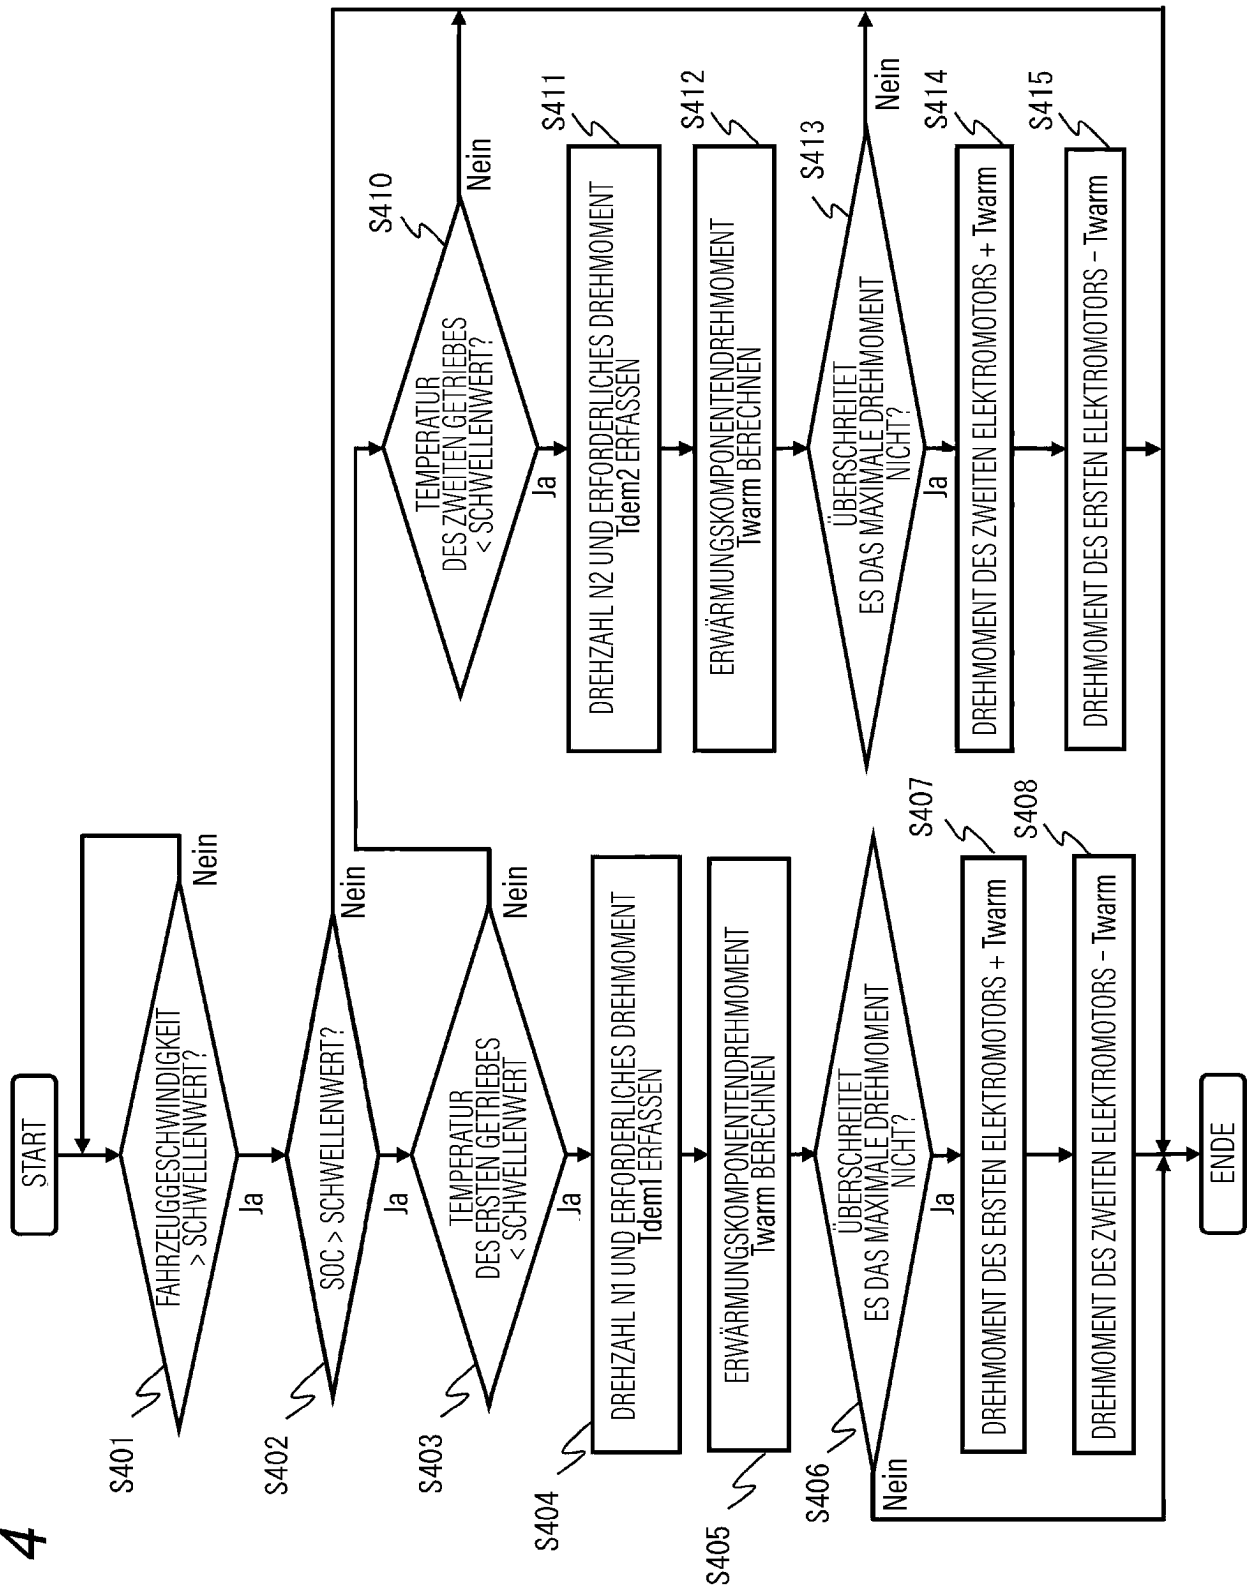 4
START
S401
FAHRZEUGGESCHWINDIGKEIT
> SCHWELLENWERT?
Nein
Ja
S402
SOC > SCHWELLENWERT?
Nein
Ja
S403
TEMPERATUR
DES ERSTEN GETRIEBES
< SCHWELLENWERT
Nein
Ja
S404
DREHZAHL N1 UND ERFORDERLICHES DREHMOMENT
Tdem1 ERFASSEN
S405
ERWÄRMUNGSKOMPONENTENDREHMOMENT
Twarm BERECHNEN
S406
ÜBERSCHREITET
ES DAS MAXIMALE DREHMOMENT
NICHT?
Nein
Ja
S407
DREHMOMENT DES ERSTEN ELEKTROMOTORS + Twarm
S408
DREHMOMENT DES ZWEITEN ELEKTROMOTORS – Twarm
S410
TEMPERATUR
DES ZWEITEN GETRIEBES
< SCHWELLENWERT?
Nein
Ja
S411
DREHZAHL N2 UND ERFORDERLICHES DREHMOMENT
Tdem2 ERFASSEN
S412
ERWÄRMUNGSKOMPONENTENDREHMOMENT
Twarm BERECHNEN
S413
ÜBERSCHREITET
ES DAS MAXIMALE DREHMOMENT
NICHT?
Nein
Ja
S414
DREHMOMENT DES ZWEITEN ELEKTROMOTORS + Twarm
S415
DREHMOMENT DES ERSTEN ELEKTROMOTORS – Twarm
ENDE